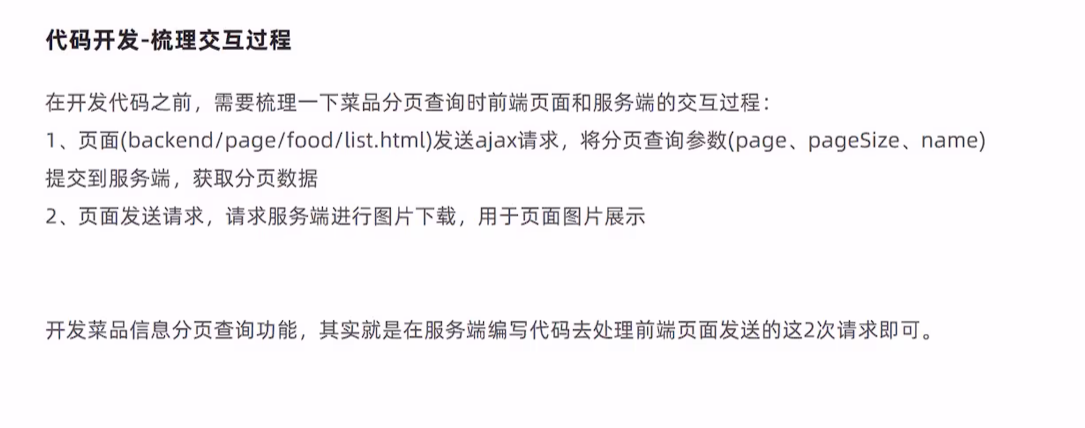 代码开发-梳理交互过程
在开发代码之前，需要梳理一下菜品分页查询时前端页面和服务端的交互过程：
1、页面(backend/page/food/list.html)发送ajax请求，将分页查询参数(page、pageSize、name)
提交到服务端，获取分页数据
2、页面发送请求，请求服务端进行图片下载，用于页面图片展示
开发菜品信息分页查询功能，其实就是在服务端编写代码去处理前端页面发送的这2次请求即可。